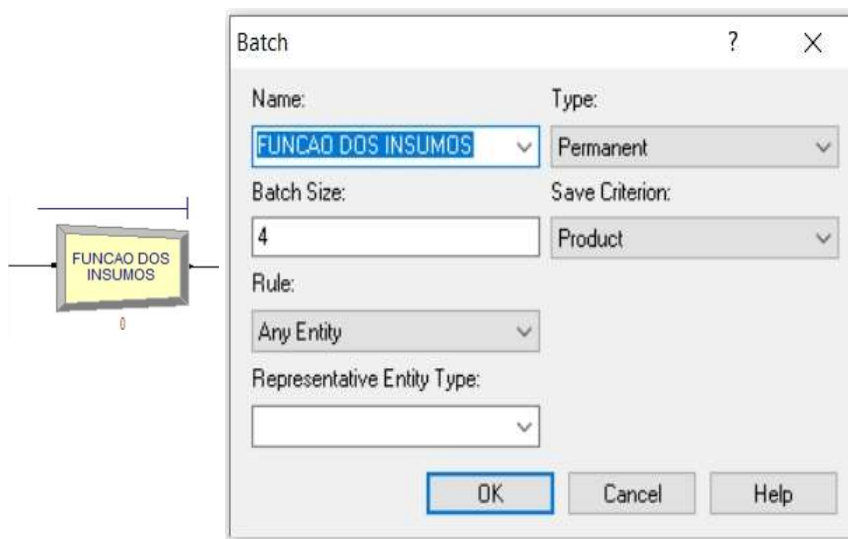 FUNCAO DOS
INSUMOS
0
Batch
?
X
Name:
Type:
FUNCAO DOS INSUMOS
Permanent
Batch Size:
Save Criterion:
4
Product
Rule:
Any Entity
Representative Entity Type:
OK
Cancel
Help